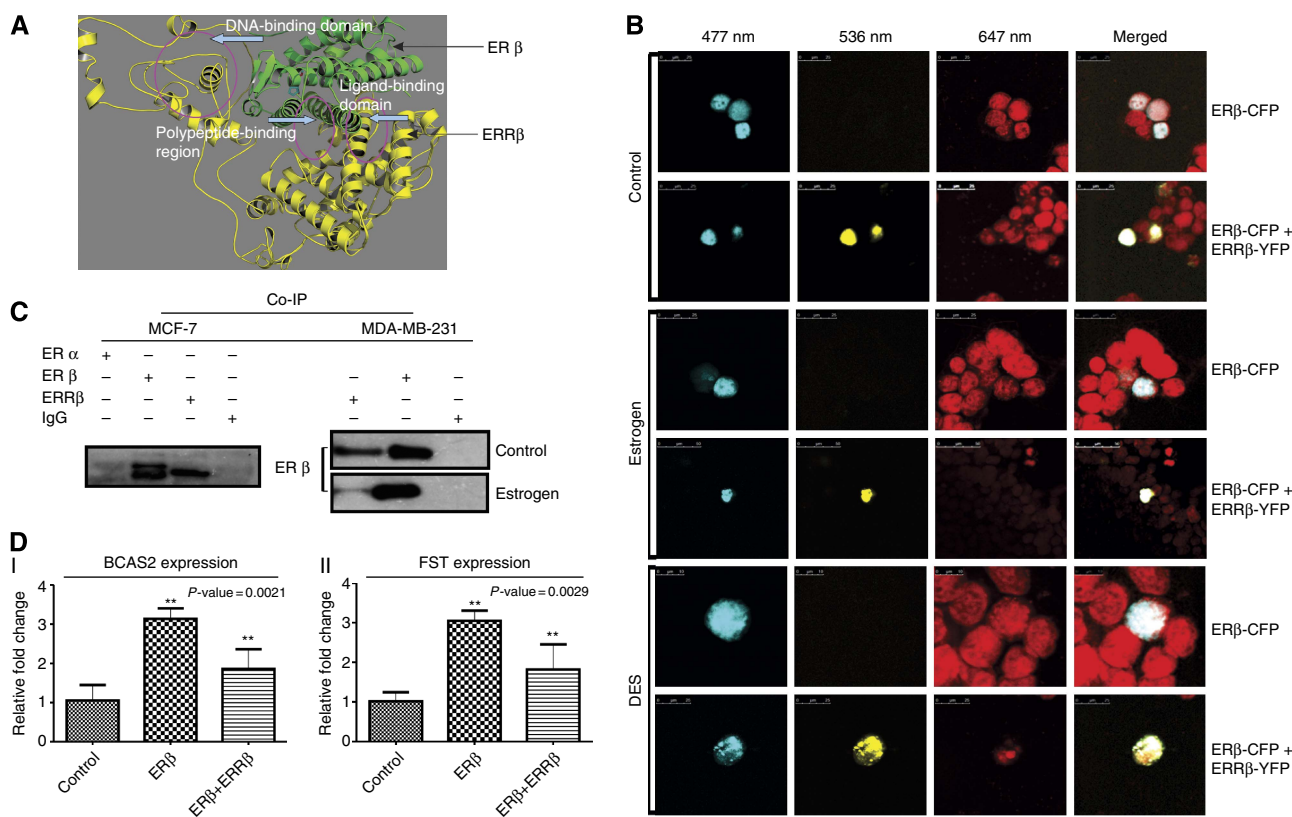 A
DNA-binding domain
ER β
Ligand-binding
domain
Polypeptide-binding
region
ERRβ
B
477 nm
536 nm
647 nm
Merged
Control
ERβ-CFP
ERβ-CFP +
ERRβ-YFP
Estrogen
ERβ-CFP
ERβ-CFP +
ERRβ-YFP
DES
ERβ-CFP
ERβ-CFP +
ERRβ-YFP
C
Co-IP
MCF-7
MDA-MB-231
ER α + – – –
ER β – + – – – + –
ERRβ – – + – + – –
IgG – – – + – – +
ER β
Control
Estrogen
D
I
BCAS2 expression
P-value = 0.0021
Relative fold change
4
3
2
1
0
**
**
Control
ERβ
ERβ+ERRβ
II
FST expression
P-value = 0.0029
Relative fold change
4
3
2
1
0
**
**
Control
ERβ
ERβ+ERRβ